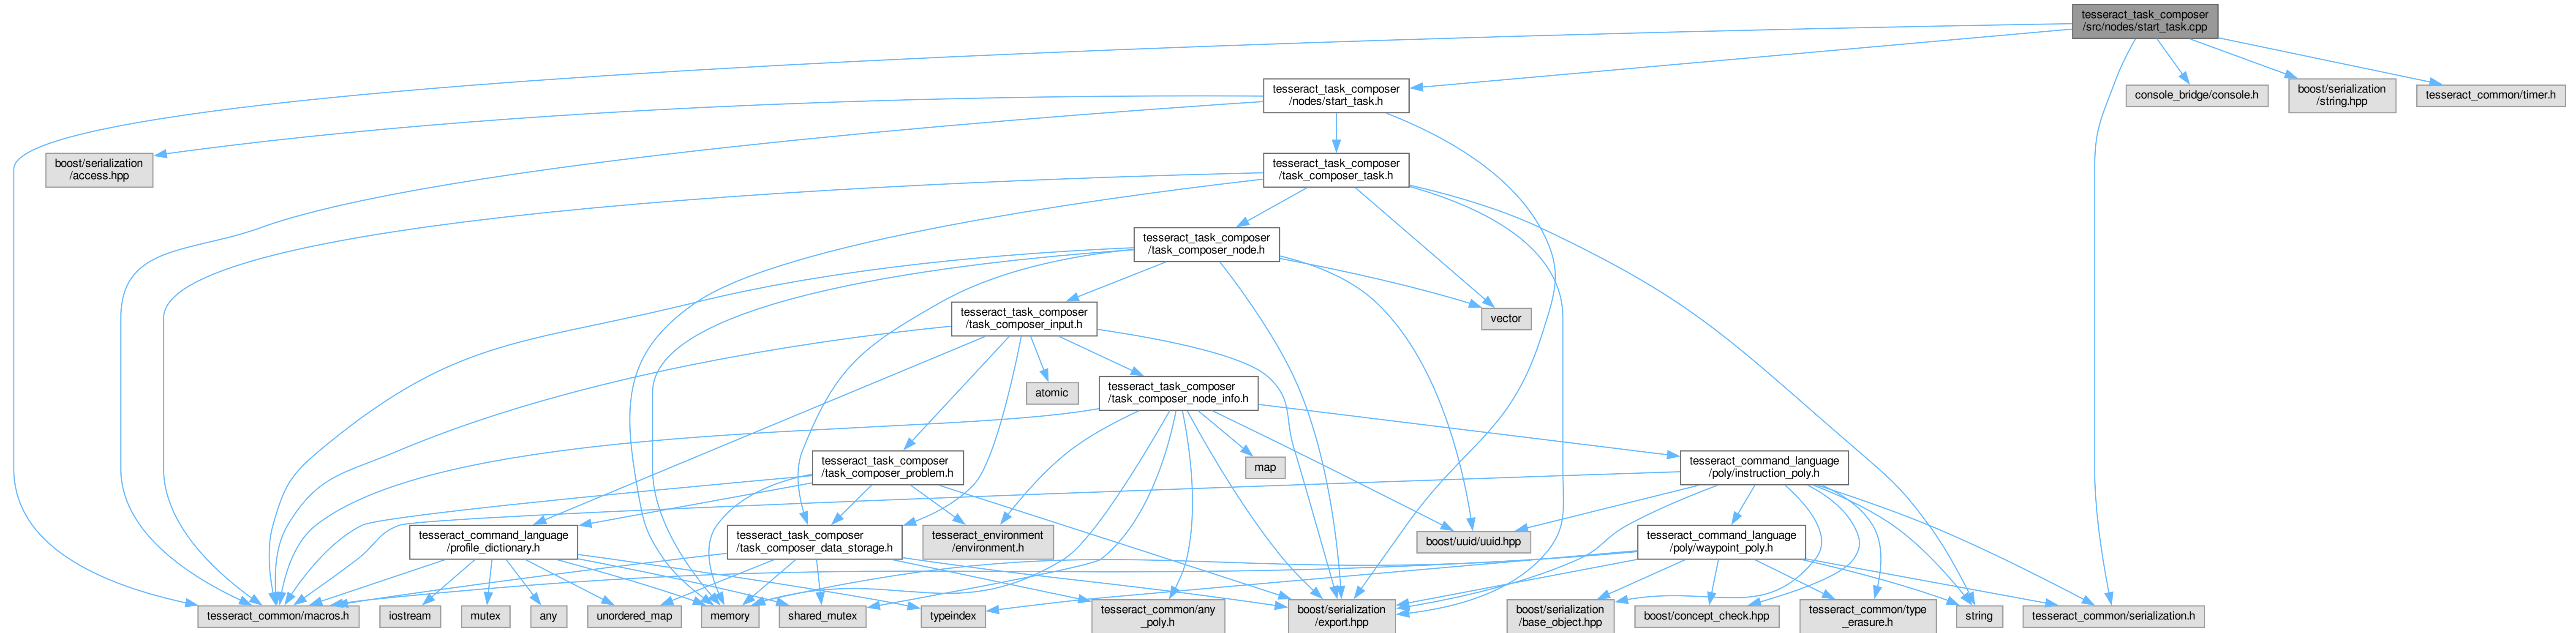 tesseract_task_composer
/src/nodes/start_task.cpp
tesseract_task_composer
/nodes/start_task.h
console_bridge/console.h
boost/serialization
/string.hpp
tesseract_common/timer.h
boost/serialization
/access.hpp
tesseract_task_composer
/task_composer_task.h
tesseract_task_composer
/task_composer_node.h
tesseract_task_composer
/task_composer_input.h
vector
atomic
tesseract_task_composer
/task_composer_node_info.h
tesseract_task_composer
/task_composer_problem.h
map
tesseract_command_language
/poly/instruction_poly.h
tesseract_command_language
/profile_dictionary.h
tesseract_task_composer
/task_composer_data_storage.h
tesseract_environment
/environment.h
boost/uuid/uuid.hpp
tesseract_command_language
/poly/waypoint_poly.h
tesseract_common/macros.h
iostream
mutex
any
unordered_map
memory
shared_mutex
typeindex
tesseract_common/any
_poly.h
boost/serialization
/export.hpp
boost/serialization
/base_object.hpp
boost/concept_check.hpp
tesseract_common/type
_erasure.h
string
tesseract_common/serialization.h